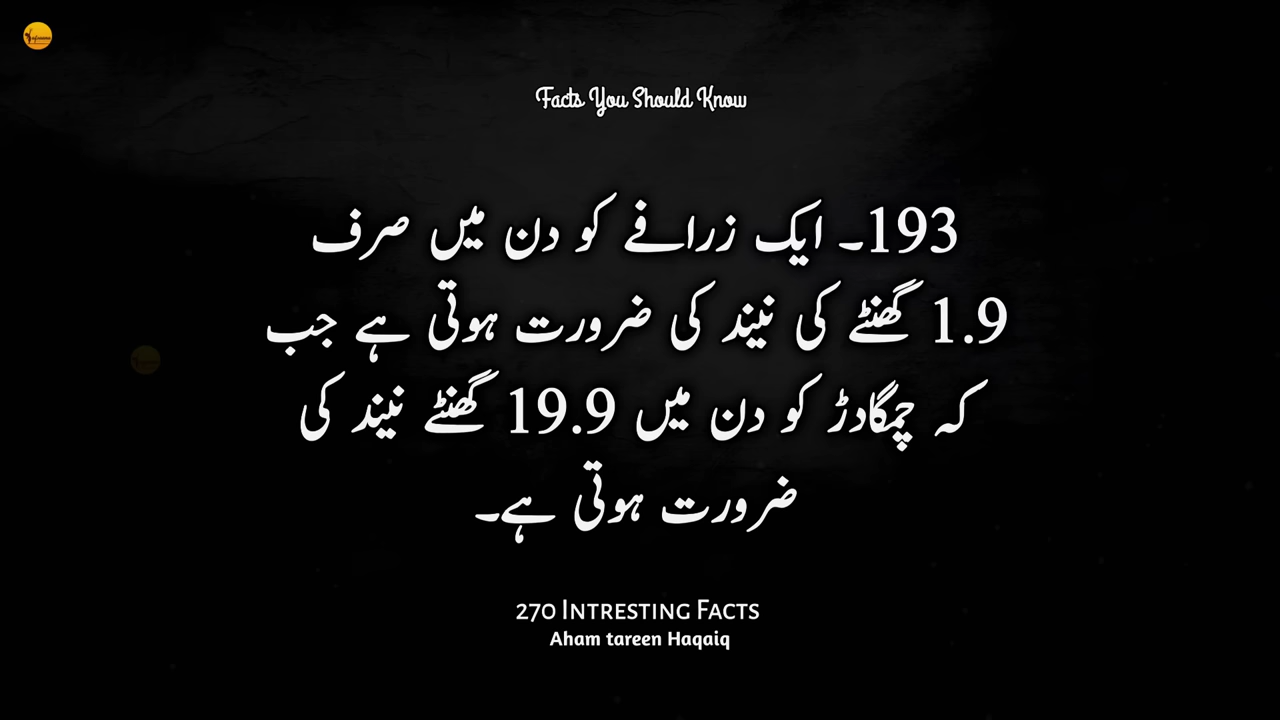 Facts You Should Know
193۔ ایک زرافے کو دن میں صرف
1.9 گھنٹے کی نیند کی ضرورت ہوتی ہے جب
کہ چمگادڑ کو دن میں 19.9 گھنٹے نیند کی
ضرورت ہوتی ہے۔
270 Intresting Facts
Aham tareen Haqaiq